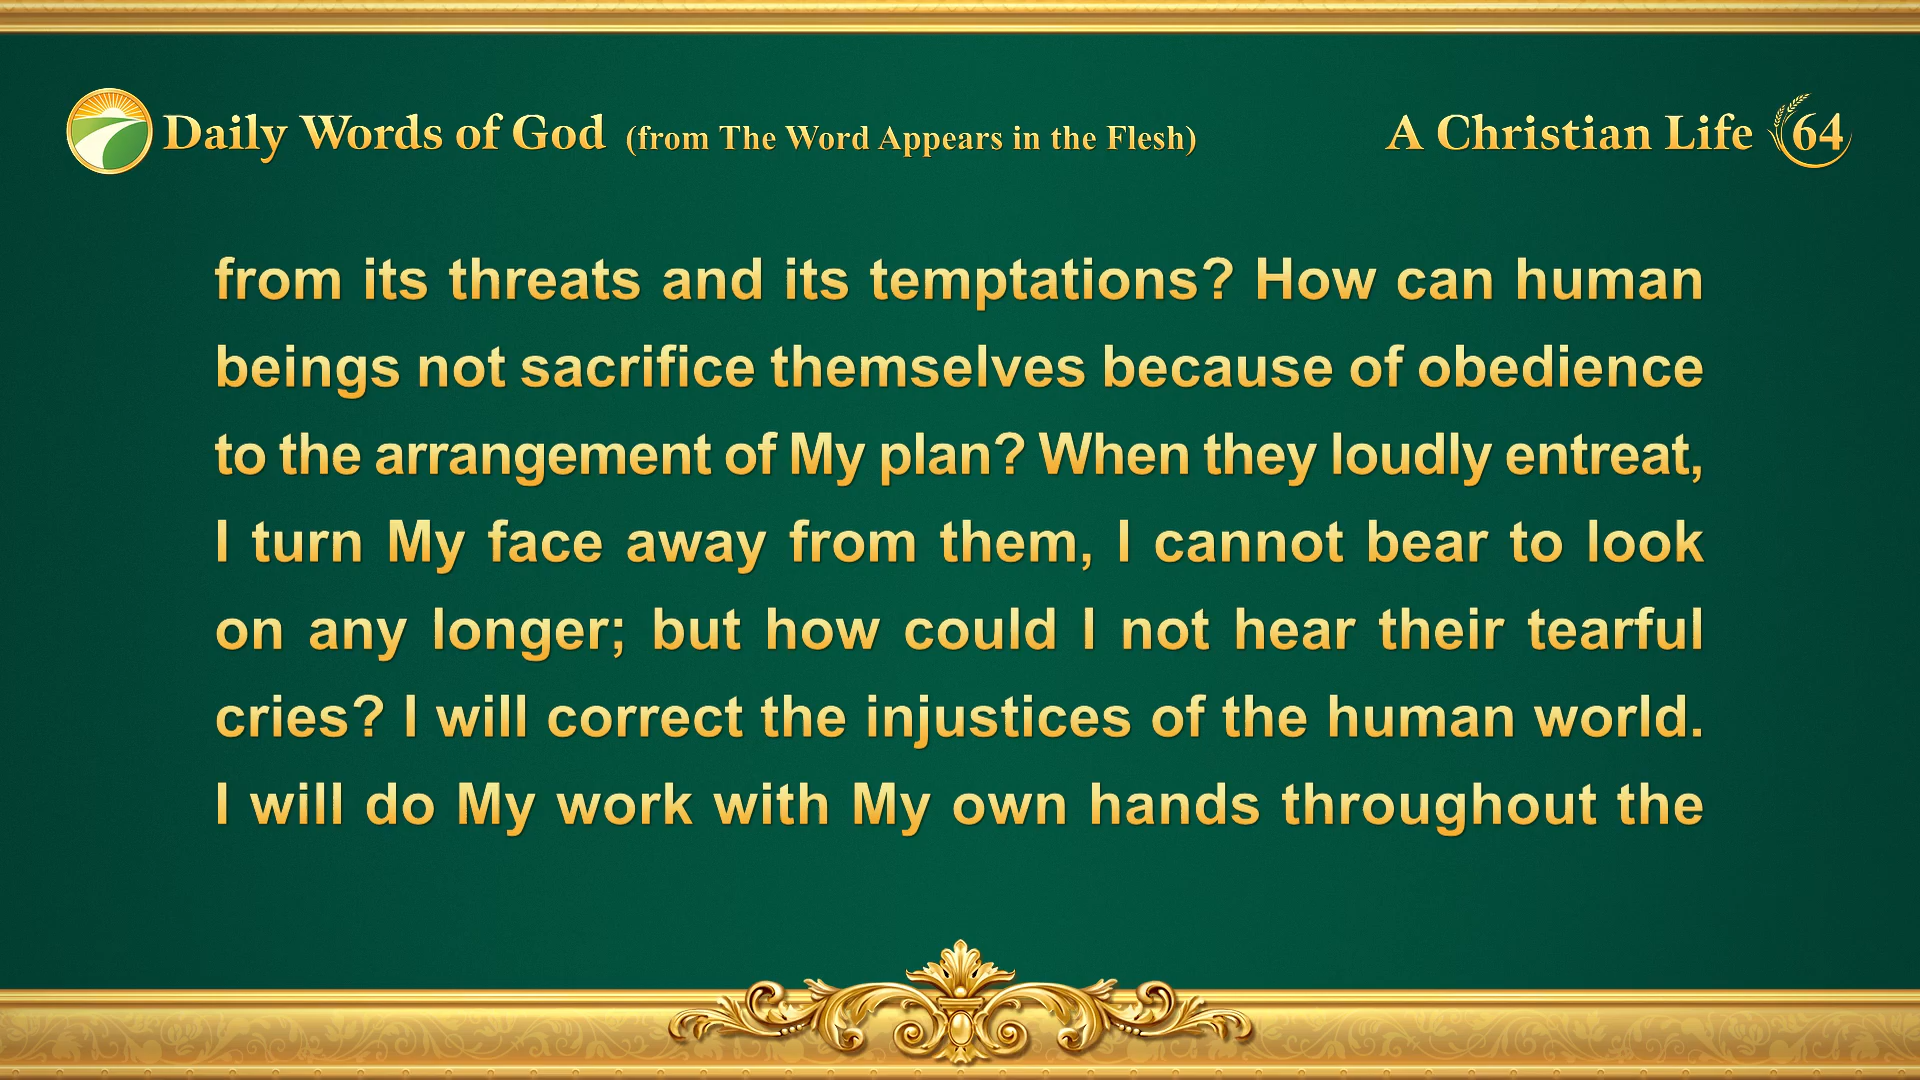 Daily Words of God (from The Word Appears in the Flesh) A Christian Life 64
from its threats and its temptations? How can human
beings not sacrifice themselves because of obedience
to the arrangement of My plan? When they loudly entreat,
I turn My face away from them, I cannot bear to look
on any longer; but how could I not hear their tearful
cries? I will correct the injustices of the human world.
I will do My work with My own hands throughout the